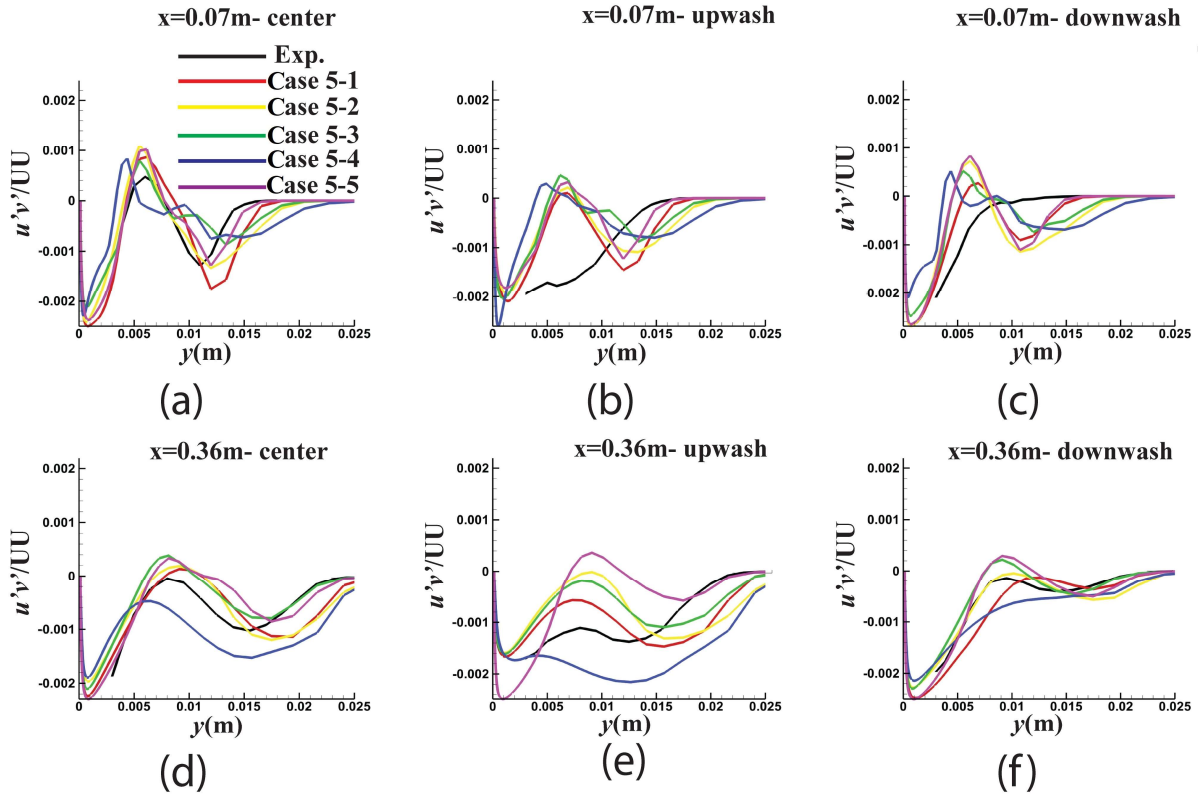 x=0.07m- center
x=0.07m- upwash
x=0.07m- downwash
Exp.
Case 5-1
Case 5-2
Case 5-3
Case 5-4
Case 5-5
0.002
0.001
0
-0.001
-0.002
u'v'/UU
0 0.005 0.01 0.015 0.02 0.025
y(m)
(a)
0.002
0.001
0
-0.001
-0.002
u'v'/UU
0 0.005 0.01 0.015 0.02 0.025
y(m)
(b)
0.002
0.001
0
-0.001
0.002
u'v'/UU
0 0.005 0.01 0.015 0.02 0.025
y(m)
(c)
x=0.36m- center
x=0.36m- upwash
x=0.36m- downwash
0.002
0.001
0
-0.001
-0.002
u'v'/UU
0 0.005 0.01 0.015 0.02 0.025
y(m)
(d)
0.002
0.001
0
-0.001
-0.002
u'v'/UU
0 0.005 0.01 0.015 0.02 0.025
y(m)
(e)
0.002
0.001
0
-0.001
-0.002
u'v'/UU
0 0.005 0.01 0.015 0.02 0.025
y(m)
(f)